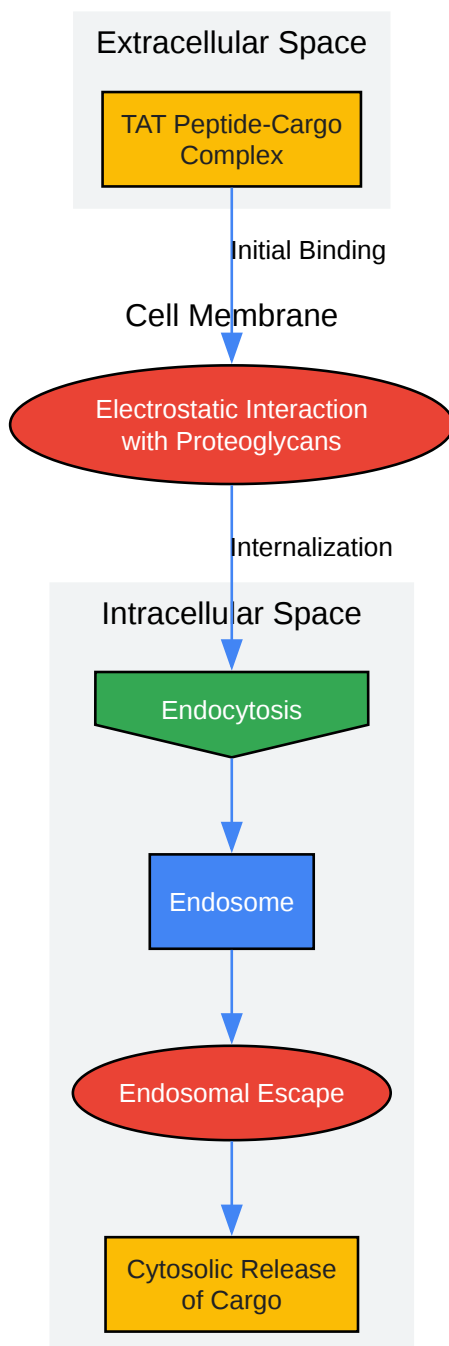 Extracellular Space
TAT Peptide-Cargo
Complex
Initial Binding
Cell Membrane
Electrostatic Interaction
with Proteoglycans
Internalization
Intracellular Space
Endocytosis
Endosome
Endosomal Escape
Cytosolic Release
of Cargo